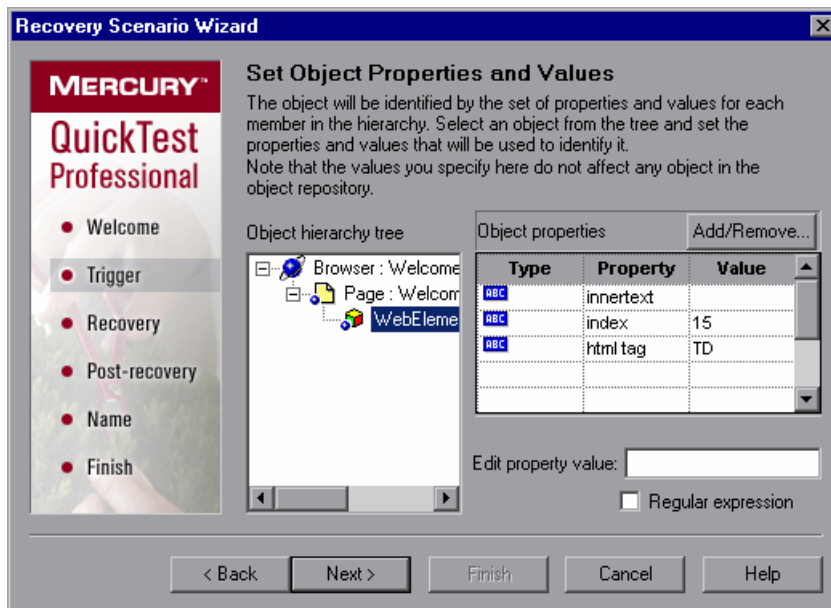 Recovery Scenario Wizard
MERCURY™
QuickTest
Professional
Welcome
Trigger
Recovery
Post-recovery
Name
Finish
Set Object Properties and Values
The object will be identified by the set of properties and values for each
member in the hierarchy. Select an object from the tree and set the
properties and values that will be used to identify it.
Note that the values you specify here do not affect any object in the
object repository.
Object hierarchy tree
Browser : Welcome
Page : Welcom
WebEleme
Object properties Add/Remove...
Type Property Value
ABC innertext
ABC index 15
ABC html tag TD
Edit property value:
Regular expression
< Back Next > Finish Cancel Help